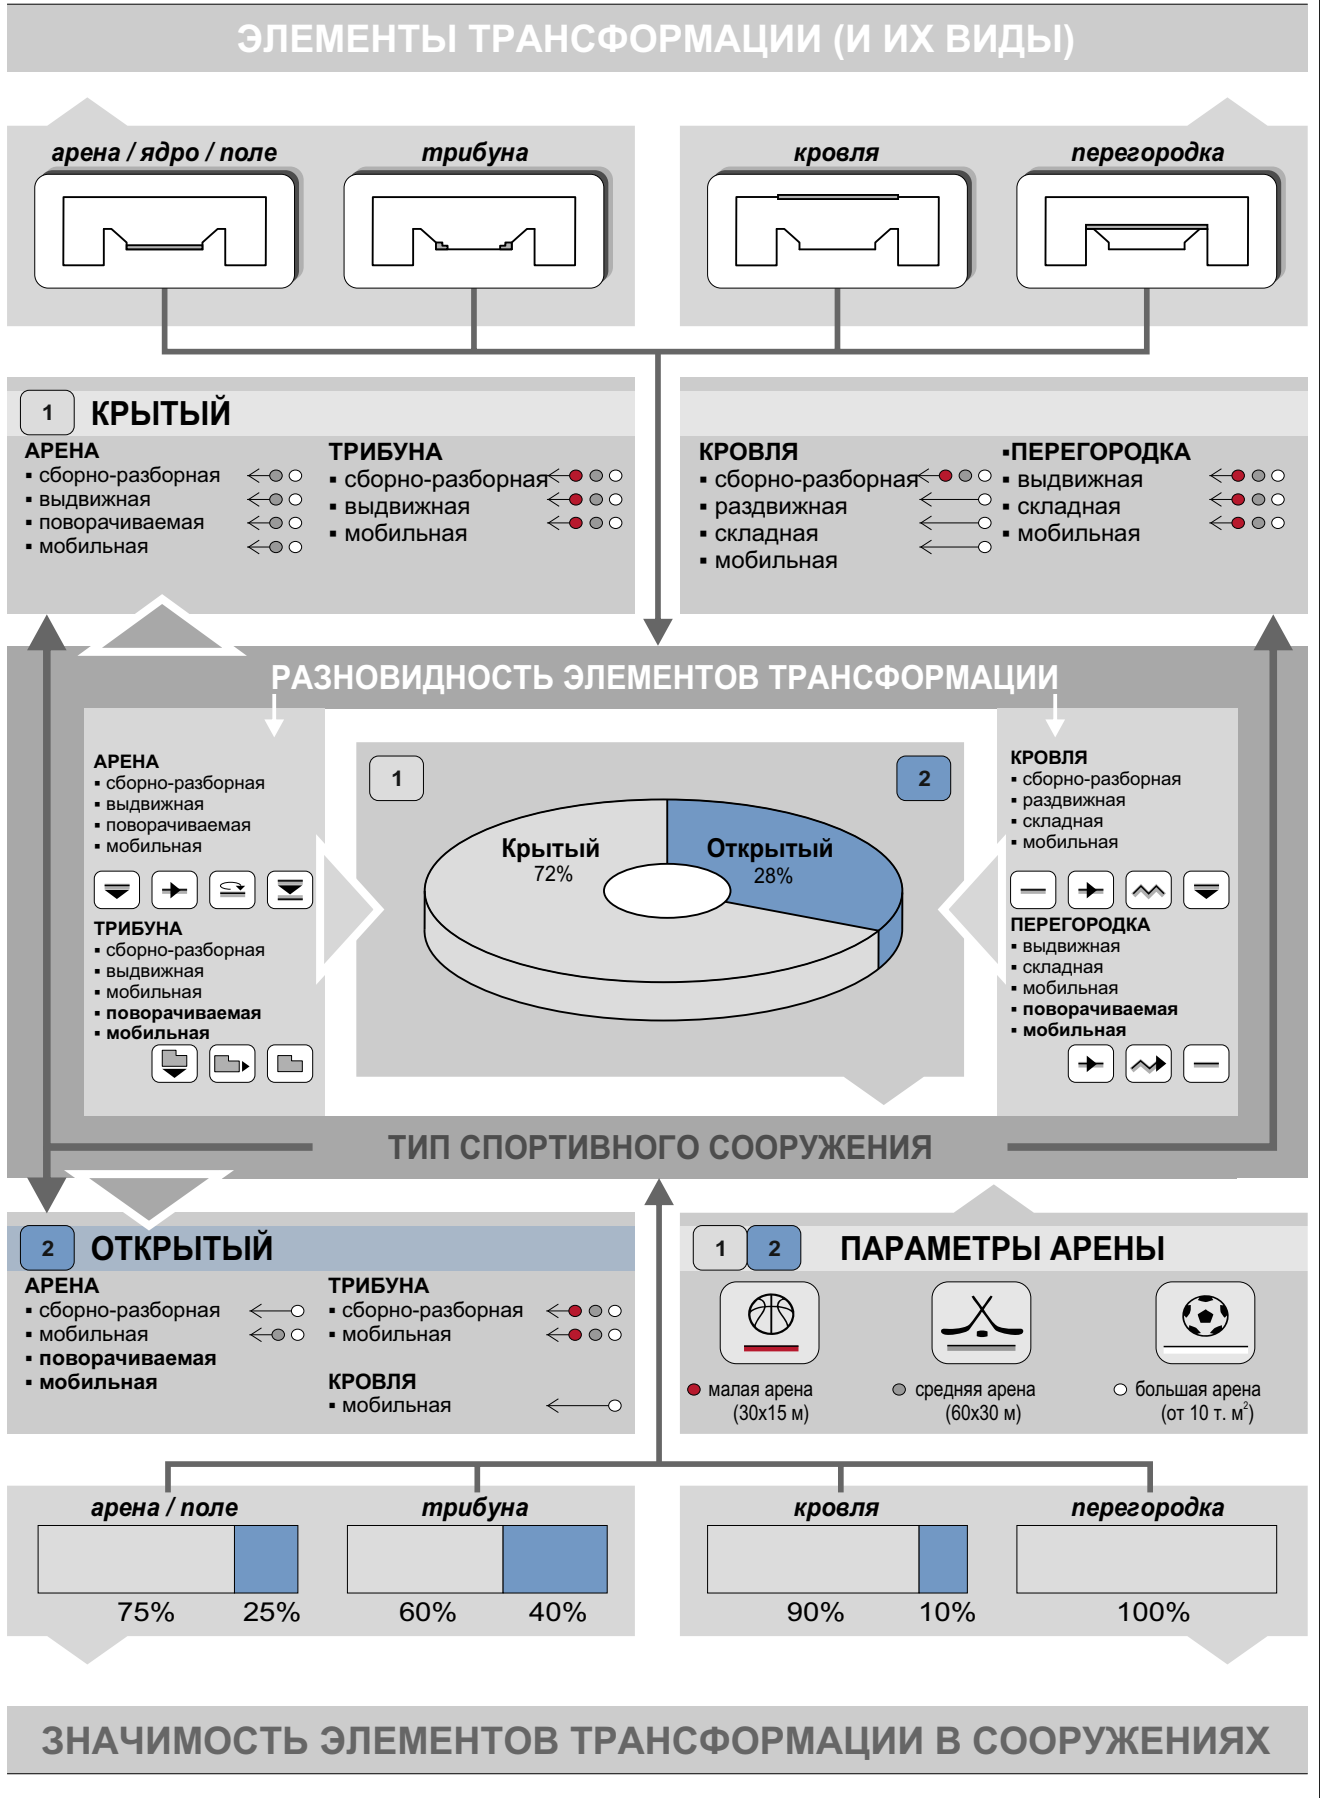 ЭЛЕМЕНТЫ ТРАНСФОРМАЦИИ (И ИХ ВИДЫ)
арена / ядро / поле
трибуна
кровля
перегородка
1 КРЫТЫЙ
АРЕНА
▪ сборно-разборная
▪ выдвижная
▪ поворачиваемая
▪ мобильная
ТРИБУНА
▪ сборно-разборная
▪ выдвижная
▪ мобильная
КРОВЛЯ
▪ сборно-разборная
▪ раздвижная
▪ складная
▪ мобильная
▪ПЕРЕГОРОДКА
▪ выдвижная
▪ складная
▪ мобильная
РАЗНОВИДНОСТЬ ЭЛЕМЕНТОВ ТРАНСФОРМАЦИИ
АРЕНА
▪ сборно-разборная
▪ выдвижная
▪ поворачиваемая
▪ мобильная
ТРИБУНА
▪ сборно-разборная
▪ выдвижная
▪ мобильная
▪ поворачиваемая
▪ мобильная
1
2
Крытый
72%
Открытый
28%
КРОВЛЯ
▪ сборно-разборная
▪ раздвижная
▪ складная
▪ мобильная
ПЕРЕГОРОДКА
▪ выдвижная
▪ складная
▪ мобильная
▪ поворачиваемая
▪ мобильная
ТИП СПОРТИВНОГО СООРУЖЕНИЯ
2 ОТКРЫТЫЙ
АРЕНА
▪ сборно-разборная
▪ мобильная
▪ поворачиваемая
▪ мобильная
ТРИБУНА
▪ сборно-разборная
▪ мобильная
КРОВЛЯ
▪ мобильная
1 2 ПАРАМЕТРЫ АРЕНЫ
малая арена
(30х15 м)
средняя арена
(60х30 м)
большая арена
(от 10 т. м²)
арена / поле
75% 25%
трибуна
60% 40%
кровля
90% 10%
перегородка
100%
ЗНАЧИМОСТЬ ЭЛЕМЕНТОВ ТРАНСФОРМАЦИИ В СООРУЖЕНИЯХ